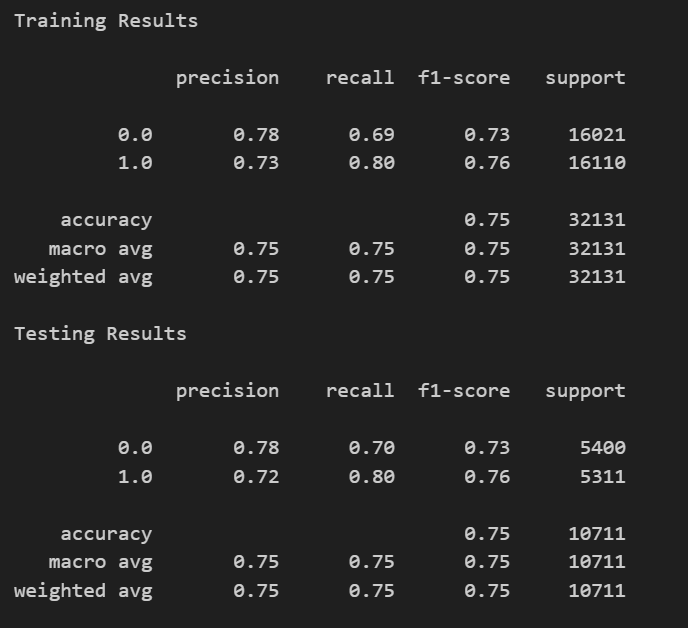 Training Results
precision recall f1-score support
0.0 0.78 0.69 0.73 16021
1.0 0.73 0.80 0.76 16110
accuracy 0.75 32131
macro avg 0.75 0.75 0.75 32131
weighted avg 0.75 0.75 0.75 32131
Testing Results
precision recall f1-score support
0.0 0.78 0.70 0.73 5400
1.0 0.72 0.80 0.76 5311
accuracy 0.75 10711
macro avg 0.75 0.75 0.75 10711
weighted avg 0.75 0.75 0.75 10711